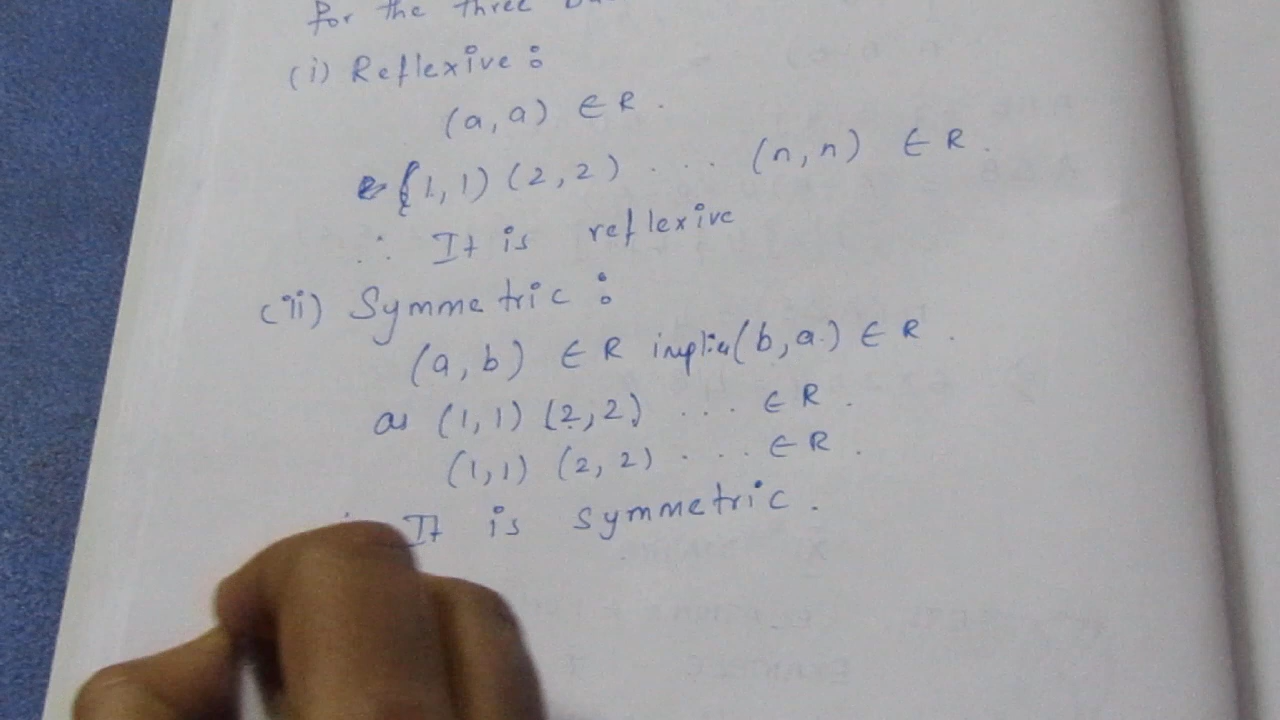 for the three
(i) Reflexive :
(a, a) ∈ R .
{1, 1) (2, 2) . ... (n, n) ∈ R .
∴ It is reflexive
(ii) Symmetric :
(a, b) ∈ R implies (b, a) ∈ R .
as (1, 1) (2, 2) ... ∈ R .
(1, 1) (2, 2) ... ∈ R .
It is symmetric .